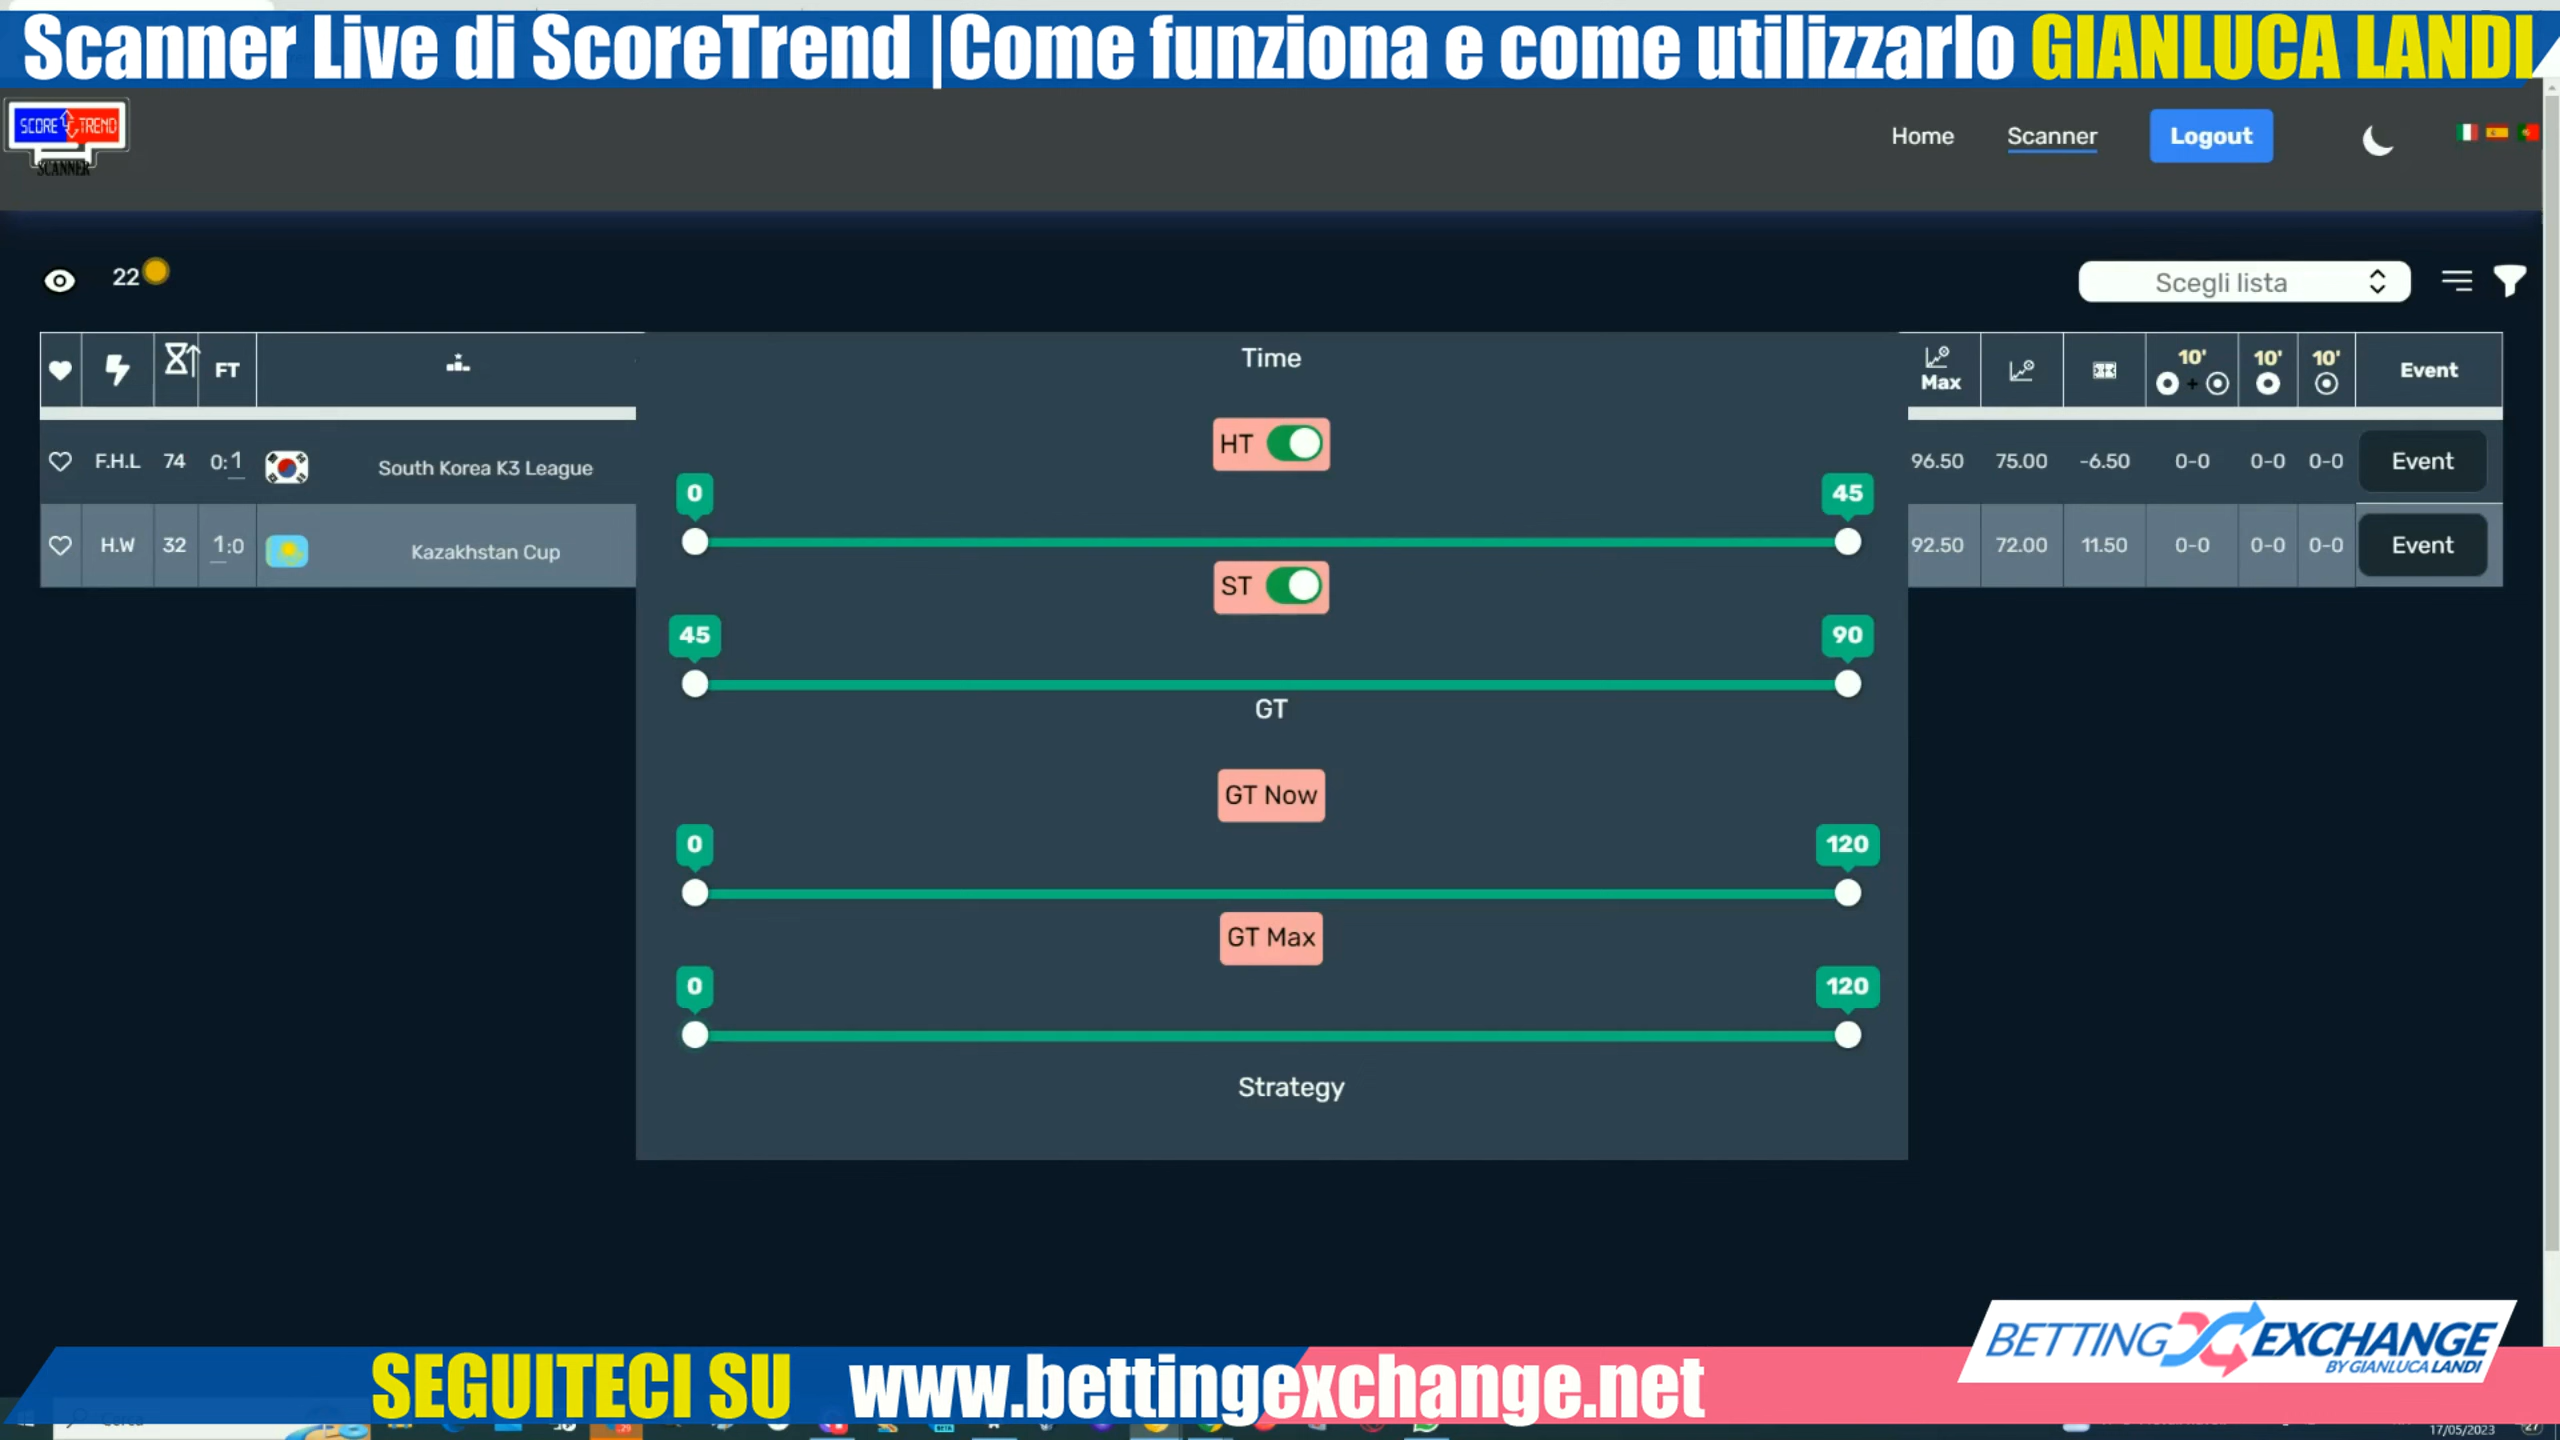 Scanner Live di ScoreTrend |Come funziona e come utilizzarlo GIANLUCA LANDI
SCORE TREND
SCANNER
Home Scanner Logout
22
Scegli lista
FT
Max
10'
+
10'
10'
Event
F.H.L 74 0:1 South Korea K3 League 96.50 75.00 -6.50 0-0 0-0 0-0 Event
H.W 32 1:0 Kazakhstan Cup 92.50 72.00 11.50 0-0 0-0 0-0 Event
Time
HT
0 45
ST
45 90
GT
GT Now
0 120
GT Max
0 120
Strategy
BETTING EXCHANGE
BY GIANLUCA LANDI
SEGUITECI SU www.bettingexchange.net
17/05/2023